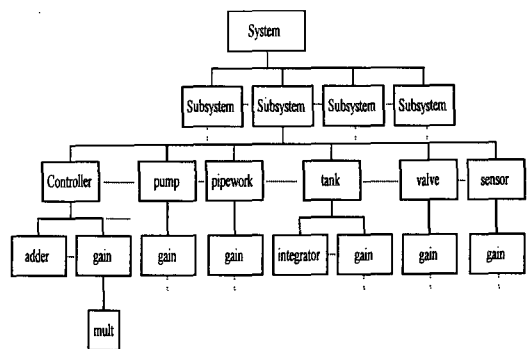 System
Subsystem Subsystem Subsystem Subsystem
Controller pump pipework tank valve sensor
adder gain gain gain integrator gain gain gain
mult